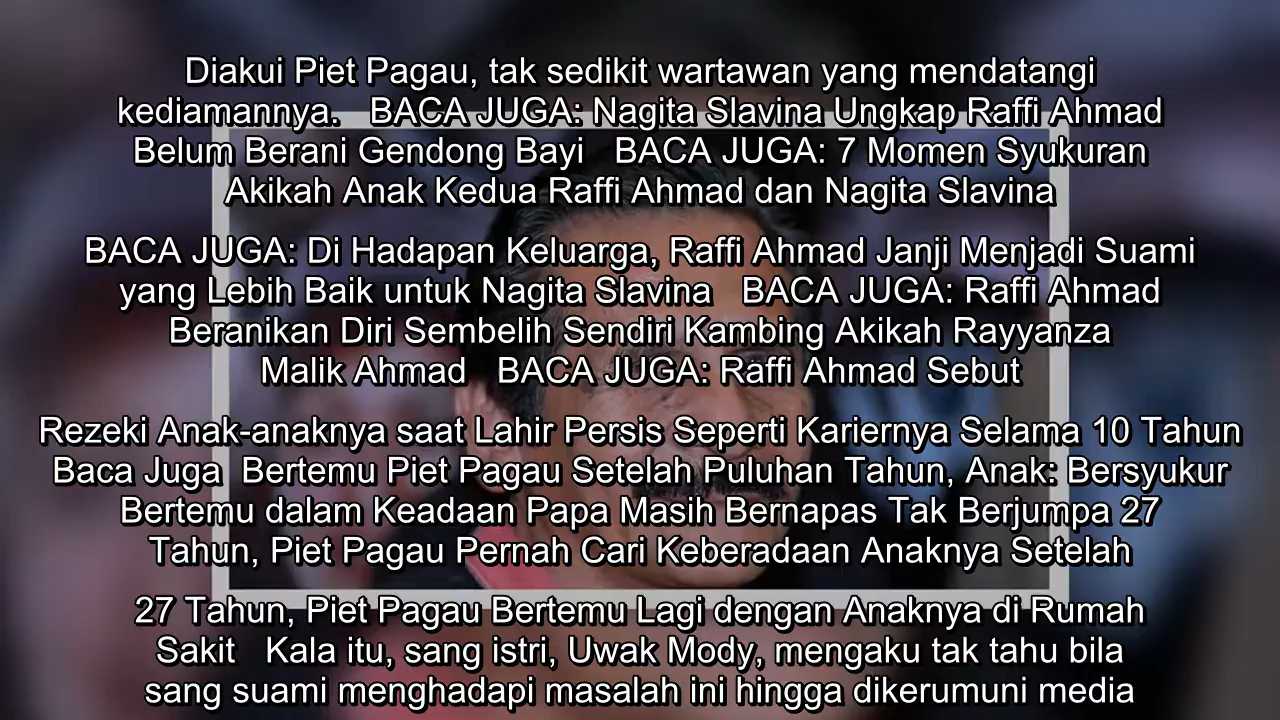 Diakui Piet Pagau, tak sedikit wartawan yang mendatangi
kediamannya.   BACA JUGA: Nagita Slavina Ungkap Raffi Ahmad
Belum Berani Gendong Bayi   BACA JUGA: 7 Momen Syukuran
Akikah Anak Kedua Raffi Ahmad dan Nagita Slavina
BACA JUGA: Di Hadapan Keluarga, Raffi Ahmad Janji Menjadi Suami
yang Lebih Baik untuk Nagita Slavina   BACA JUGA: Raffi Ahmad
Beranikan Diri Sembelih Sendiri Kambing Akikah Rayyanza
Malik Ahmad   BACA JUGA: Raffi Ahmad Sebut
Rezeki Anak-anaknya saat Lahir Persis Seperti Kariernya Selama 10 Tahun
Baca Juga  Bertemu Piet Pagau Setelah Puluhan Tahun, Anak: Bersyukur
Bertemu dalam Keadaan Papa Masih Bernapas Tak Berjumpa 27
Tahun, Piet Pagau Pernah Cari Keberadaan Anaknya Setelah
27 Tahun, Piet Pagau Bertemu Lagi dengan Anaknya di Rumah
Sakit   Kala itu, sang istri, Uwak Mody, mengaku tak tahu bila
sang suami menghadapi masalah ini hingga dikerumuni media